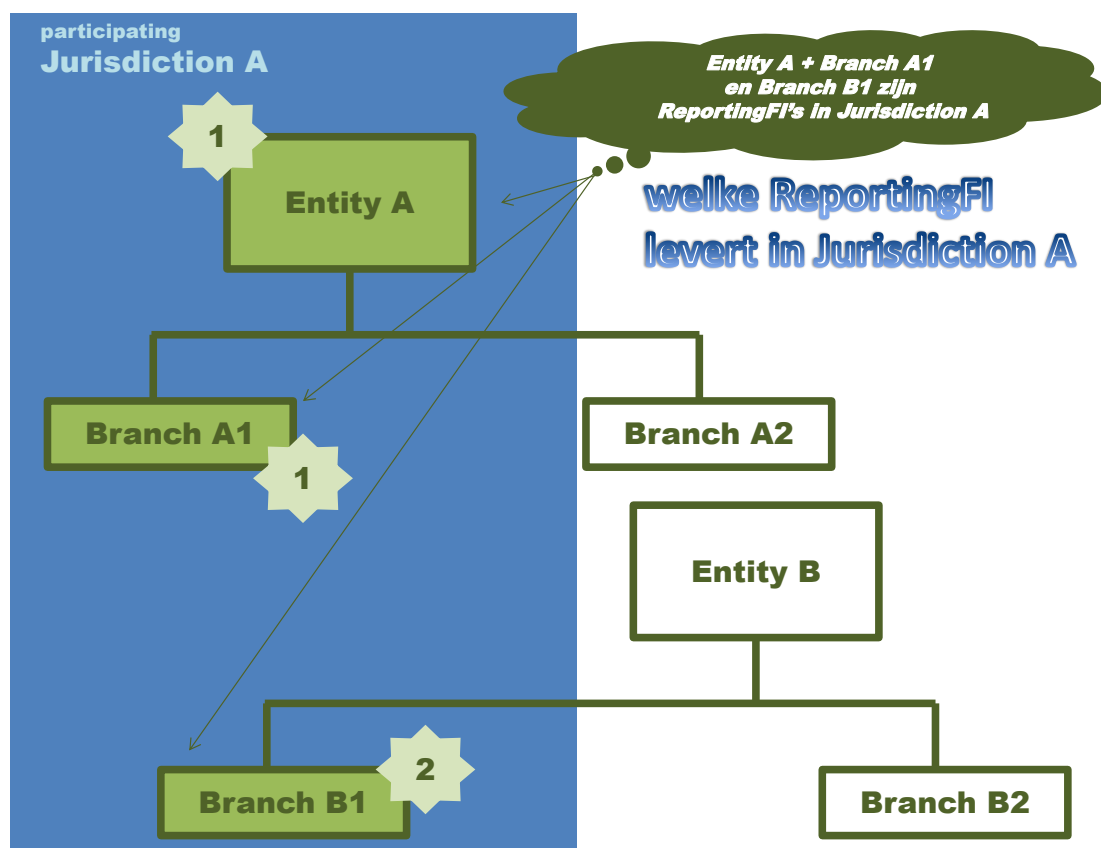 participating
Jurisdiction A
Entity A + Branch A1
en Branch B1 zijn
ReportingFI's in Jurisdiction A
1
welke ReportingFI
levert in Jurisdiction A
Entity A
Branch A1
Branch A2
1
Entity B
2
Branch B1
Branch B2